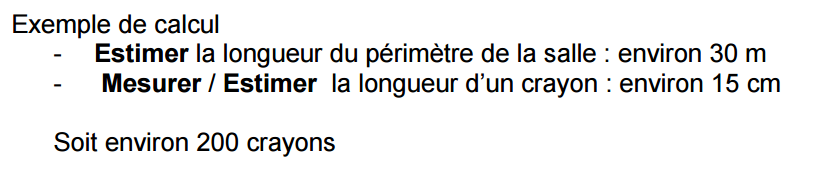 Exemple de calcul
- Estimer la longueur du périmètre de la salle : environ 30 m
- Mesurer / Estimer la longueur d'un crayon : environ 15 cm
Soit environ 200 crayons